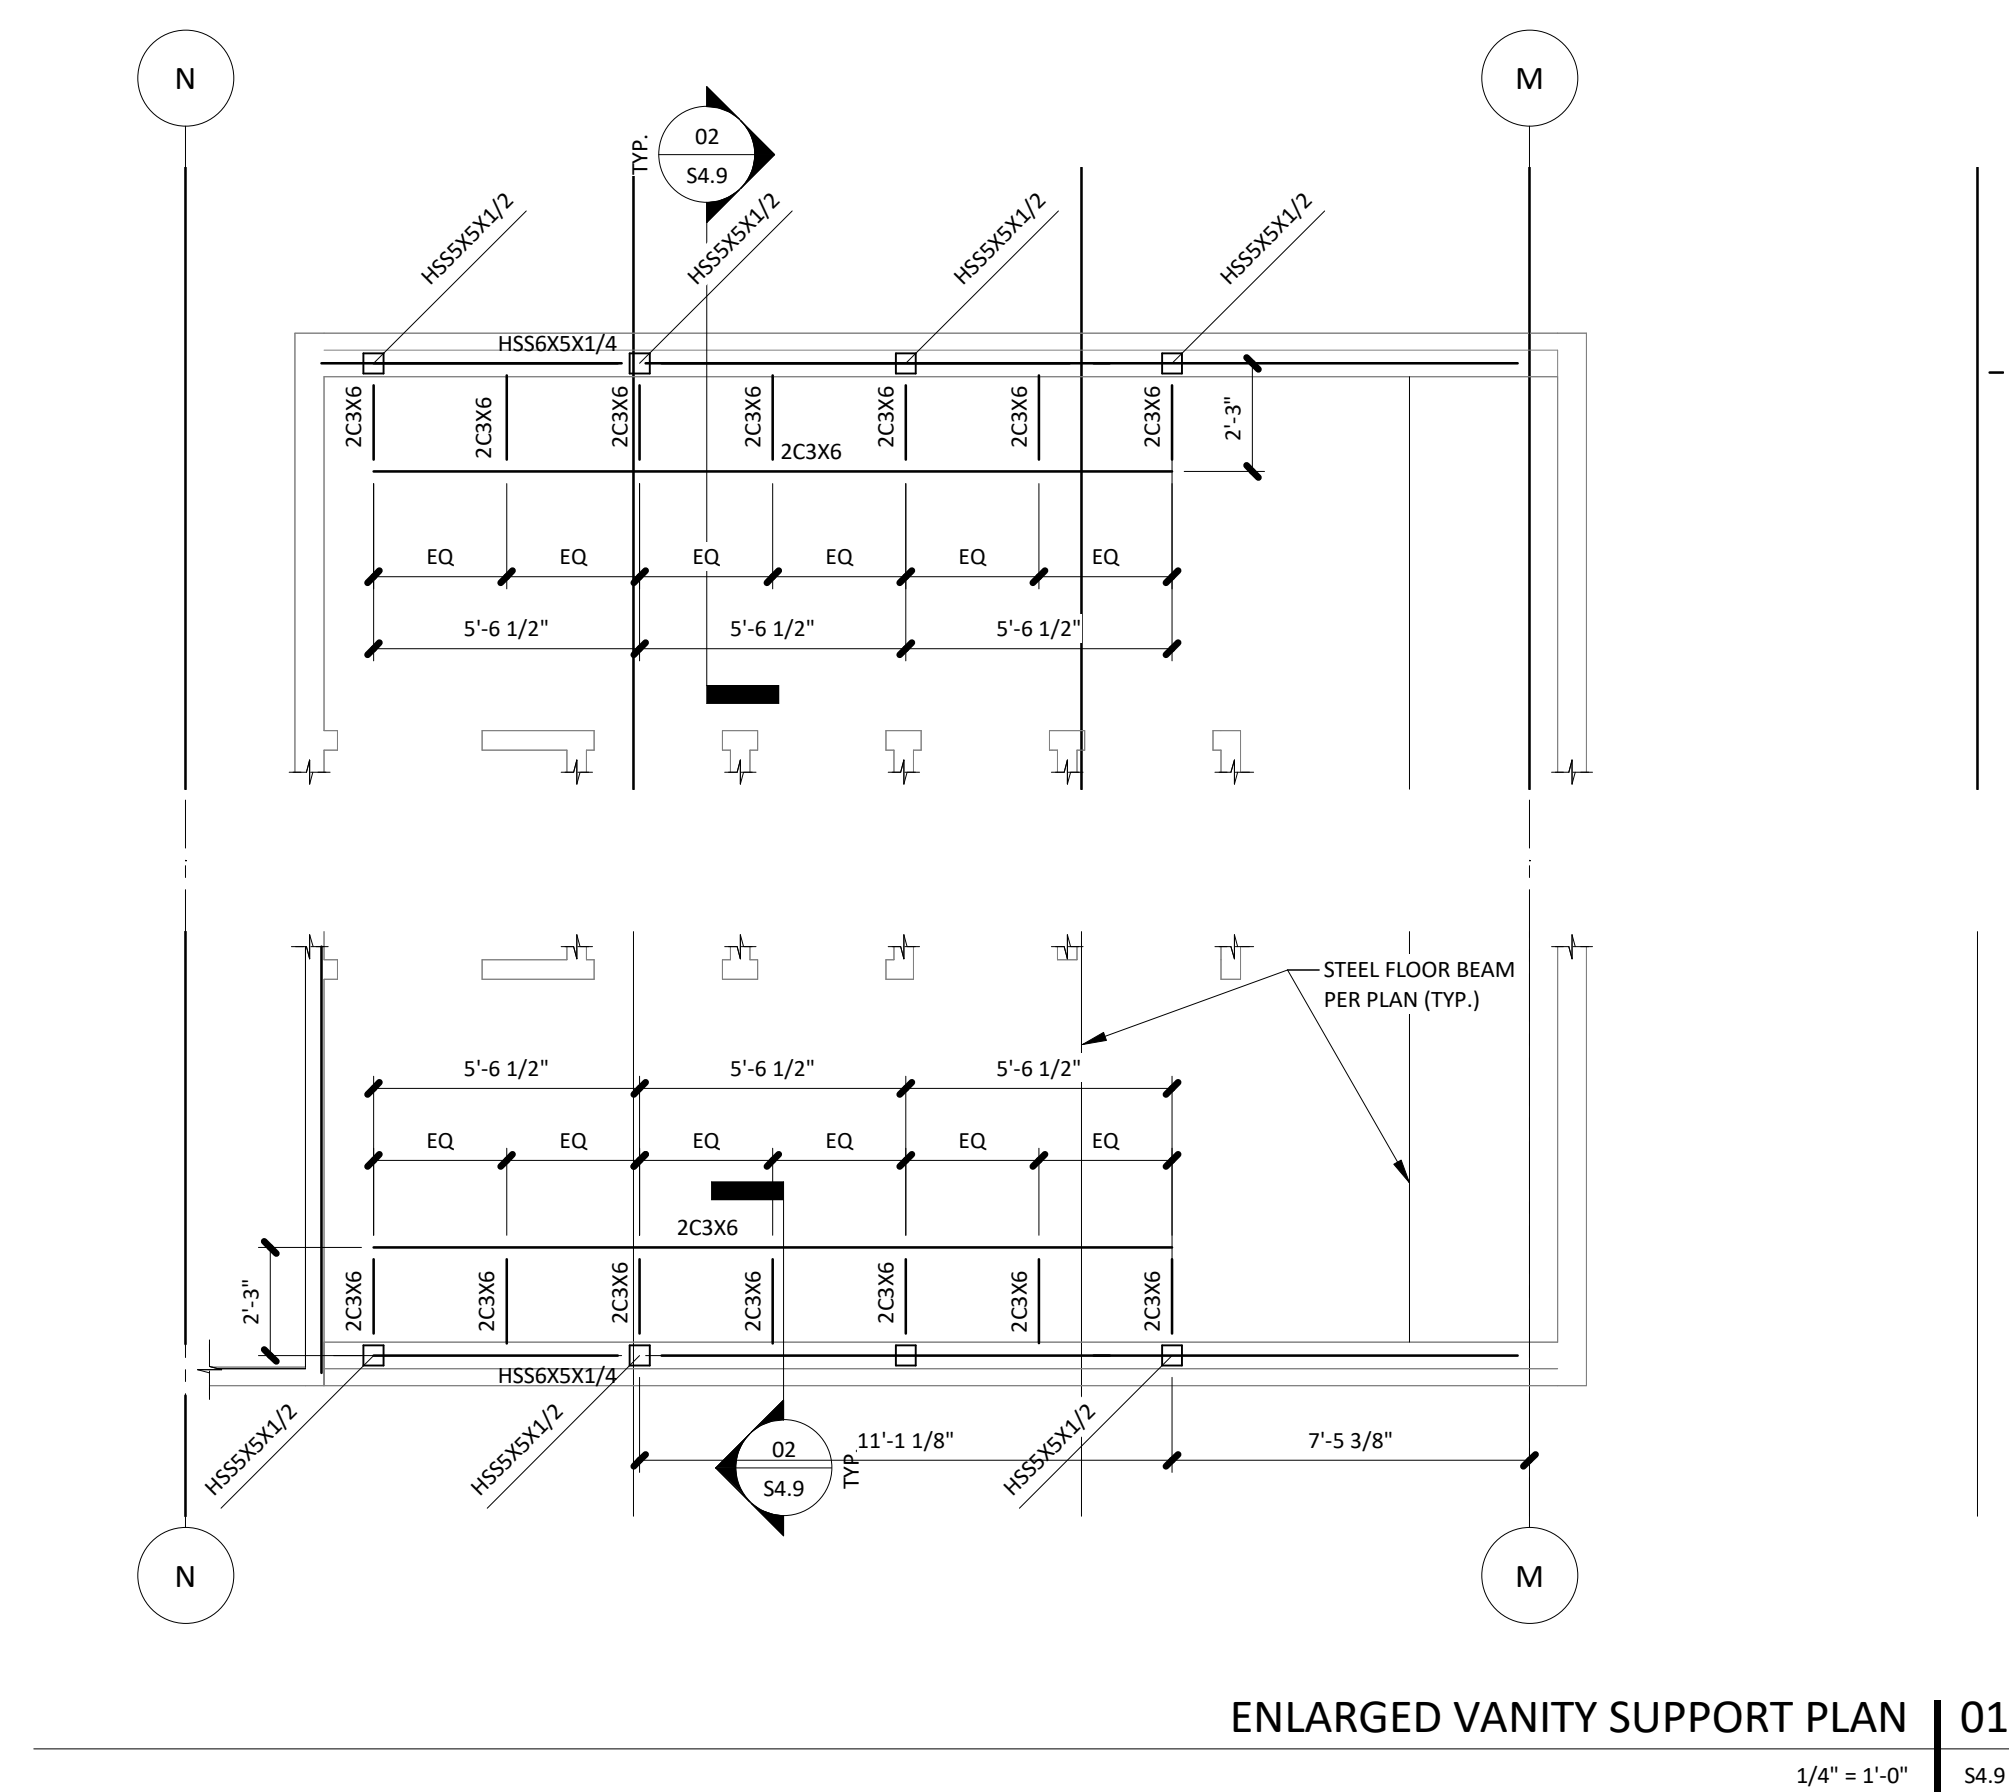 N
M
TYP.
02
S4.9
HSS5X5X1/2
HSS5X5X1/2
HSS5X5X1/2
HSS5X5X1/2
HSS6X5X1/4
2C3X6
2C3X6
2C3X6
2C3X6
2C3X6
2C3X6
2C3X6
2'-3"
2C3X6
EQ
EQ
EQ
EQ
EQ
EQ
5'-6 1/2"
5'-6 1/2"
5'-6 1/2"
STEEL FLOOR BEAM
PER PLAN (TYP.)
5'-6 1/2"
5'-6 1/2"
5'-6 1/2"
EQ
EQ
EQ
EQ
EQ
EQ
2C3X6
2'-3"
2C3X6
2C3X6
2C3X6
2C3X6
2C3X6
2C3X6
2C3X6
HSS6X5X1/4
HSS5X5X1/2
HSS5X5X1/2
02
S4.9
TYP.
11'-1 1/8"
HSS5X5X1/2
7'-5 3/8"
N
M
ENLARGED VANITY SUPPORT PLAN
01
1/4" = 1'-0"
S4.9